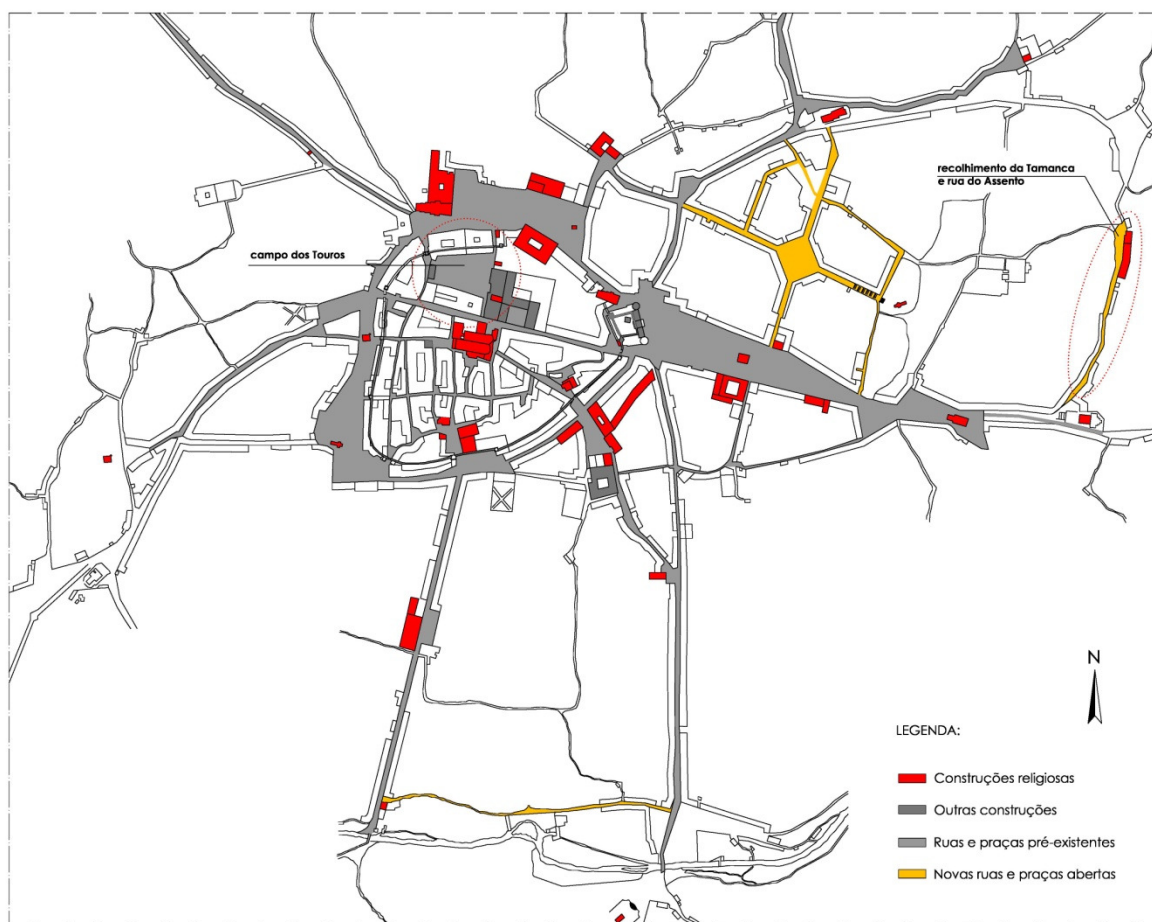 recolhimento da Tamanca
e rua do Assento
campo dos Touros
N
LEGENDA:
Construções religiosas
Outras construções
Ruas e praças pré-existentes
Novas ruas e praças abertas